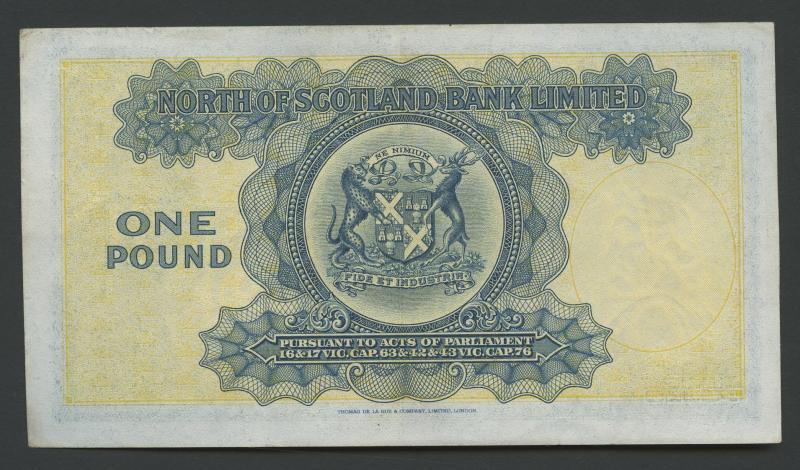 NORTH OF SCOTLAND BANK LIMITED
NE NIMIUM
ONE
POUND
FIDE ET INDUSTRIA
PURSUANT TO ACTS OF PARLIAMENT
16&17 VIC. CAP. 63 & 42 & 43 VIC. CAP. 76
THOMAS DE LA RUE & COMPANY, LIMITED, LONDON.